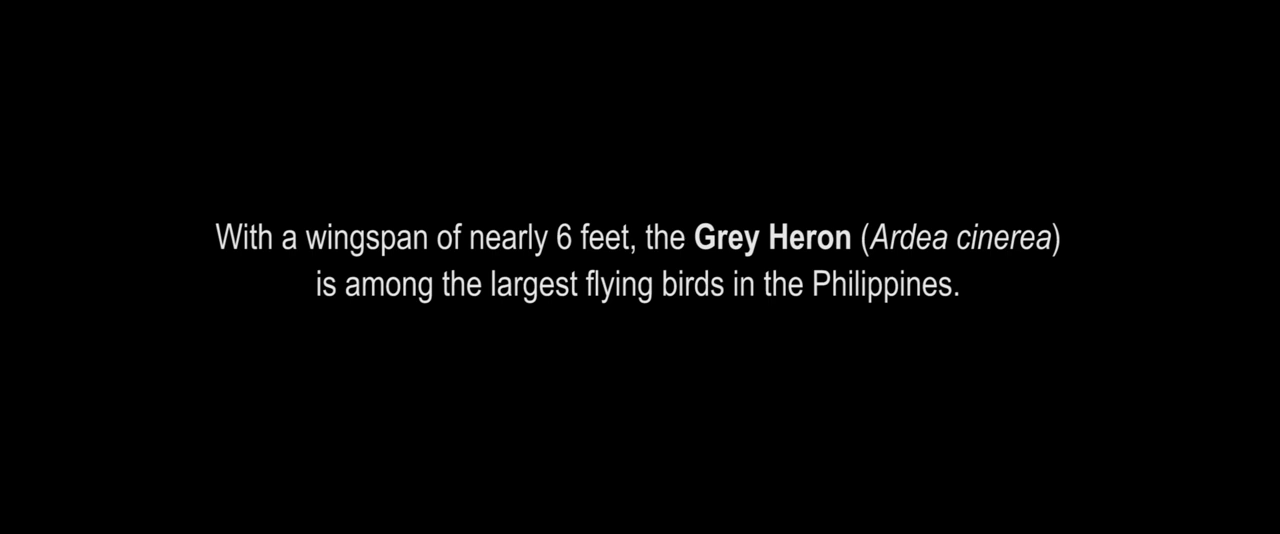 With a wingspan of nearly 6 feet, the Grey Heron (Ardea cinerea)
is among the largest flying birds in the Philippines.